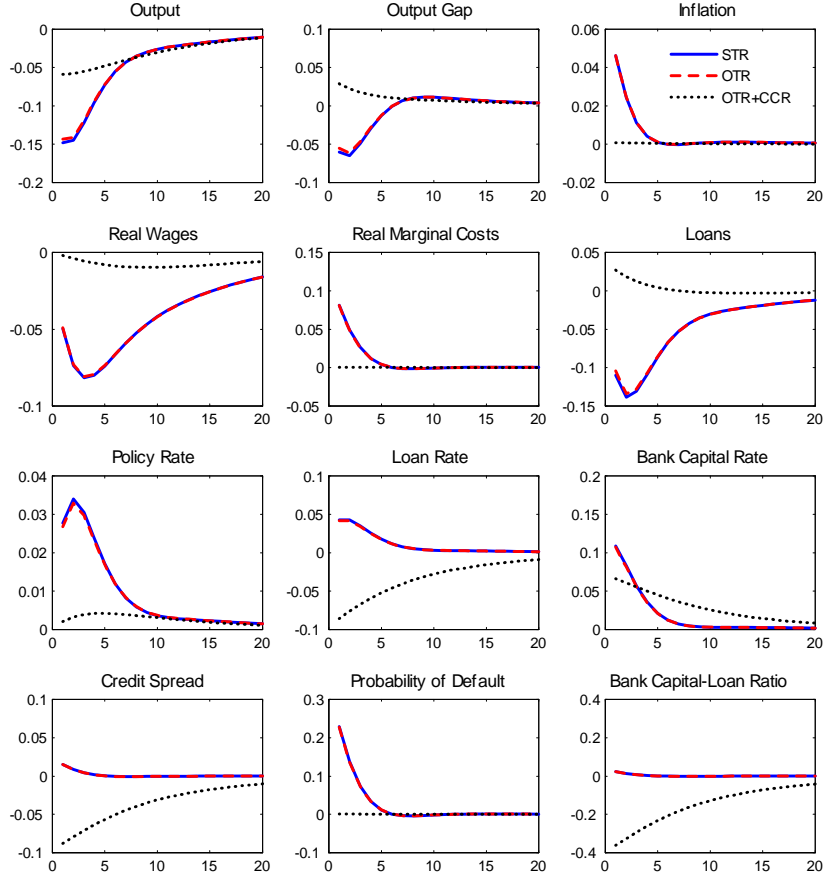 Output
0
-0.05
-0.1
-0.15
-0.2
0 5 10 15 20
Output Gap
0.1
0.05
0
-0.05
-0.1
0 5 10 15 20
Inflation
0.06
0.04
0.02
0
-0.02
0 5 10 15 20
STR
OTR
OTR+CCR
Real Wages
0
-0.05
-0.1
0 5 10 15 20
Real Marginal Costs
0.15
0.1
0.05
0
-0.05
0 5 10 15 20
Loans
0.05
0
-0.05
-0.1
-0.15
0 5 10 15 20
Policy Rate
0.04
0.03
0.02
0.01
0
0 5 10 15 20
Loan Rate
0.1
0.05
0
-0.05
-0.1
0 5 10 15 20
Bank Capital Rate
0.2
0.15
0.1
0.05
0
0 5 10 15 20
Credit Spread
0.1
0.05
0
-0.05
-0.1
0 5 10 15 20
Probability of Default
0.3
0.2
0.1
0
-0.1
0 5 10 15 20
Bank Capital-Loan Ratio
0.4
0.2
0
-0.2
-0.4
0 5 10 15 20